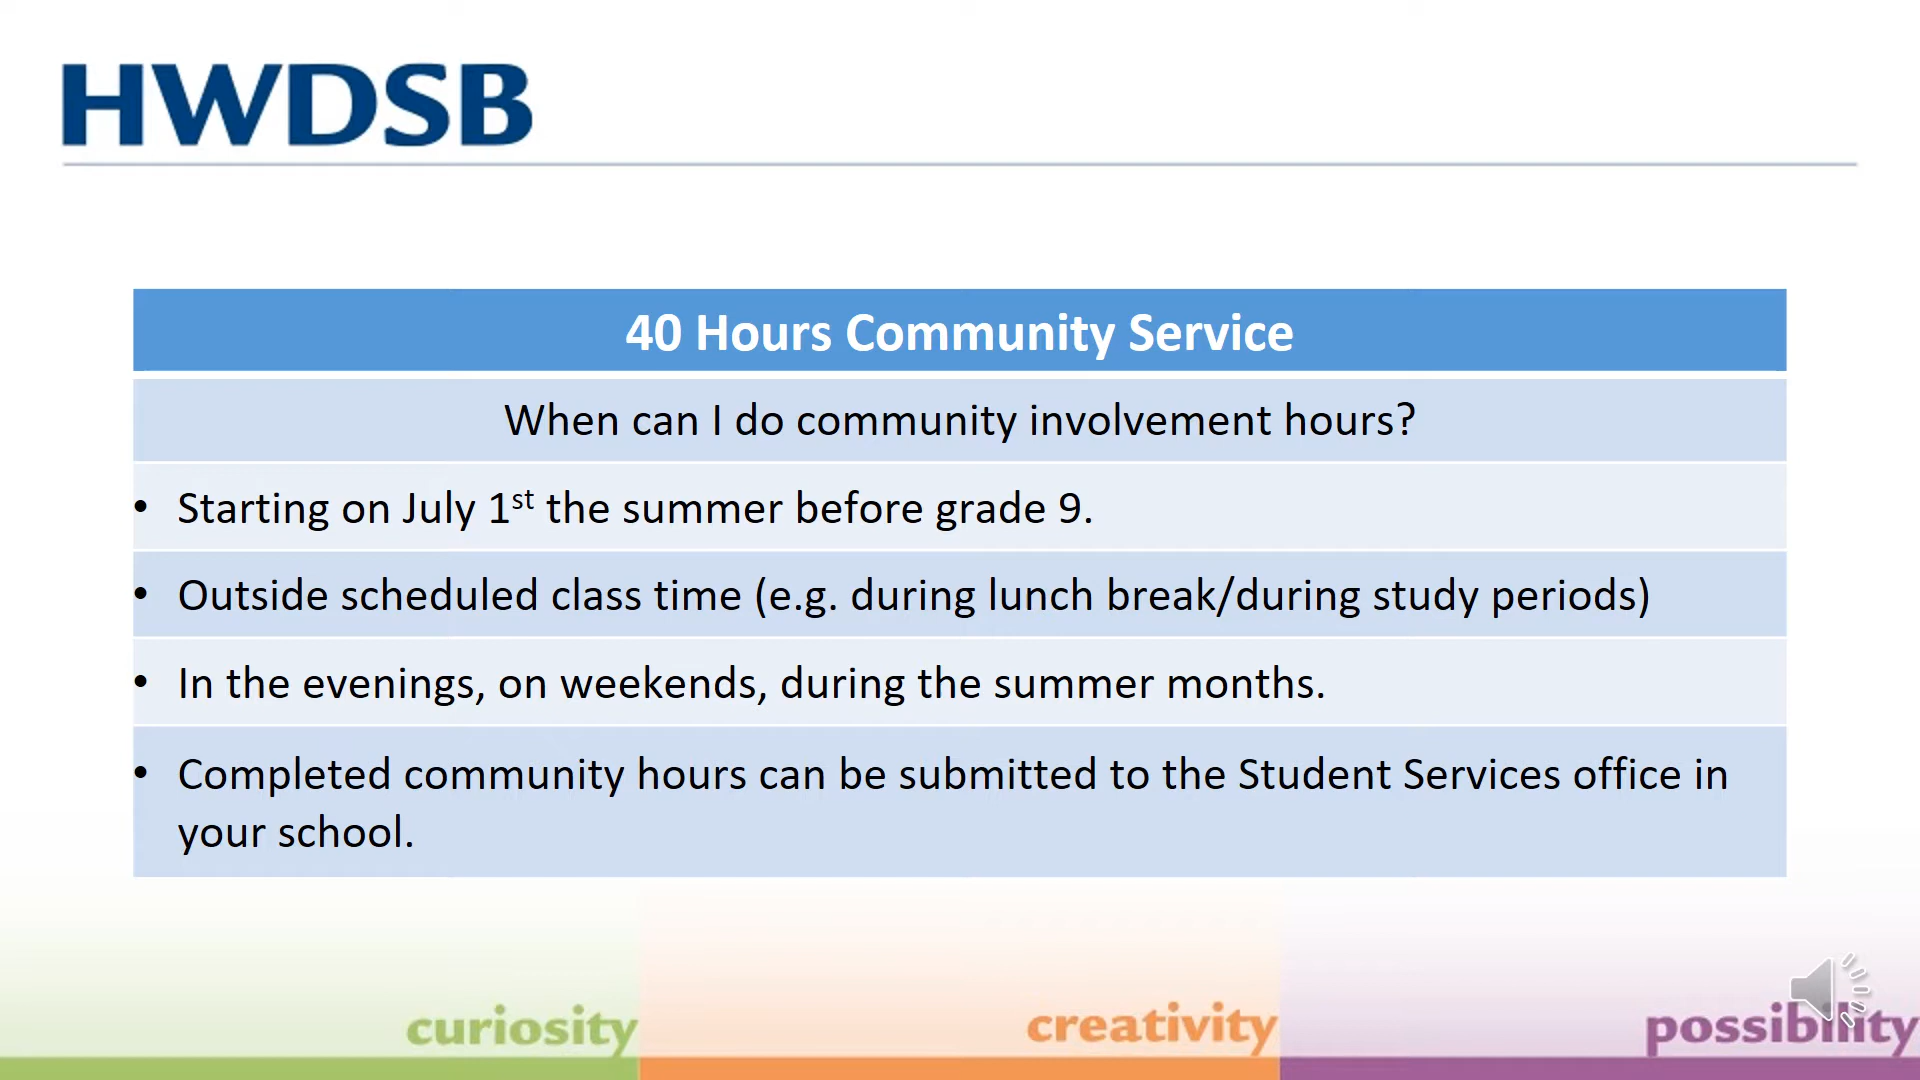 HWDSB
40 Hours Community Service
When can I do community involvement hours?
• Starting on July 1st the summer before grade 9.
• Outside scheduled class time (e.g. during lunch break/during study periods)
• In the evenings, on weekends, during the summer months.
• Completed community hours can be submitted to the Student Services office in
your school.
curiosity
creativity
possibility